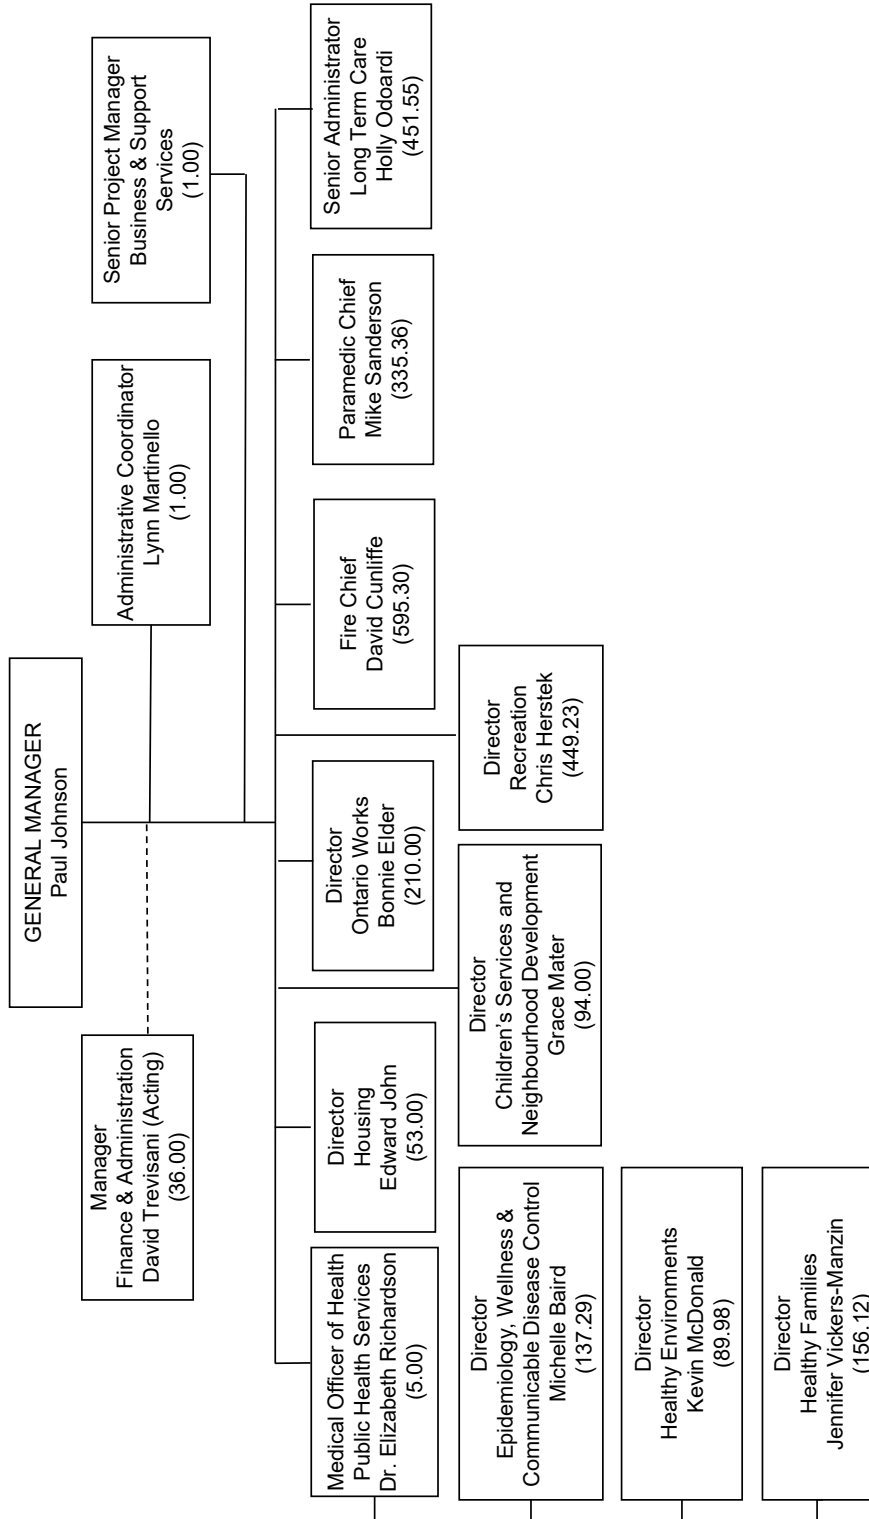 GENERAL MANAGER
Paul Johnson
Manager
Finance & Administration
David Trevisani (Acting)
(36.00)
Administrative Coordinator
Lynn Martinello
(1.00)
Senior Project Manager
Business & Support
Services
(1.00)
Medical Officer of Health
Public Health Services
Dr. Elizabeth Richardson
(5.00)
Director
Housing
Edward John
(53.00)
Director
Ontario Works
Bonnie Elder
(210.00)
Fire Chief
David Cunliffe
(595.30)
Paramedic Chief
Mike Sanderson
(335.36)
Senior Administrator
Long Term Care
Holly Odoardi
(451.55)
Director
Epidemiology, Wellness &
Communicable Disease Control
Michelle Baird
(137.29)
Director
Children’s Services and
Neighbourhood Development
Grace Mater
(94.00)
Director
Recreation
Chris Herstek
(449.23)
Director
Healthy Environments
Kevin McDonald
(89.98)
Director
Healthy Families
Jennifer Vickers-Manzin
(156.12)